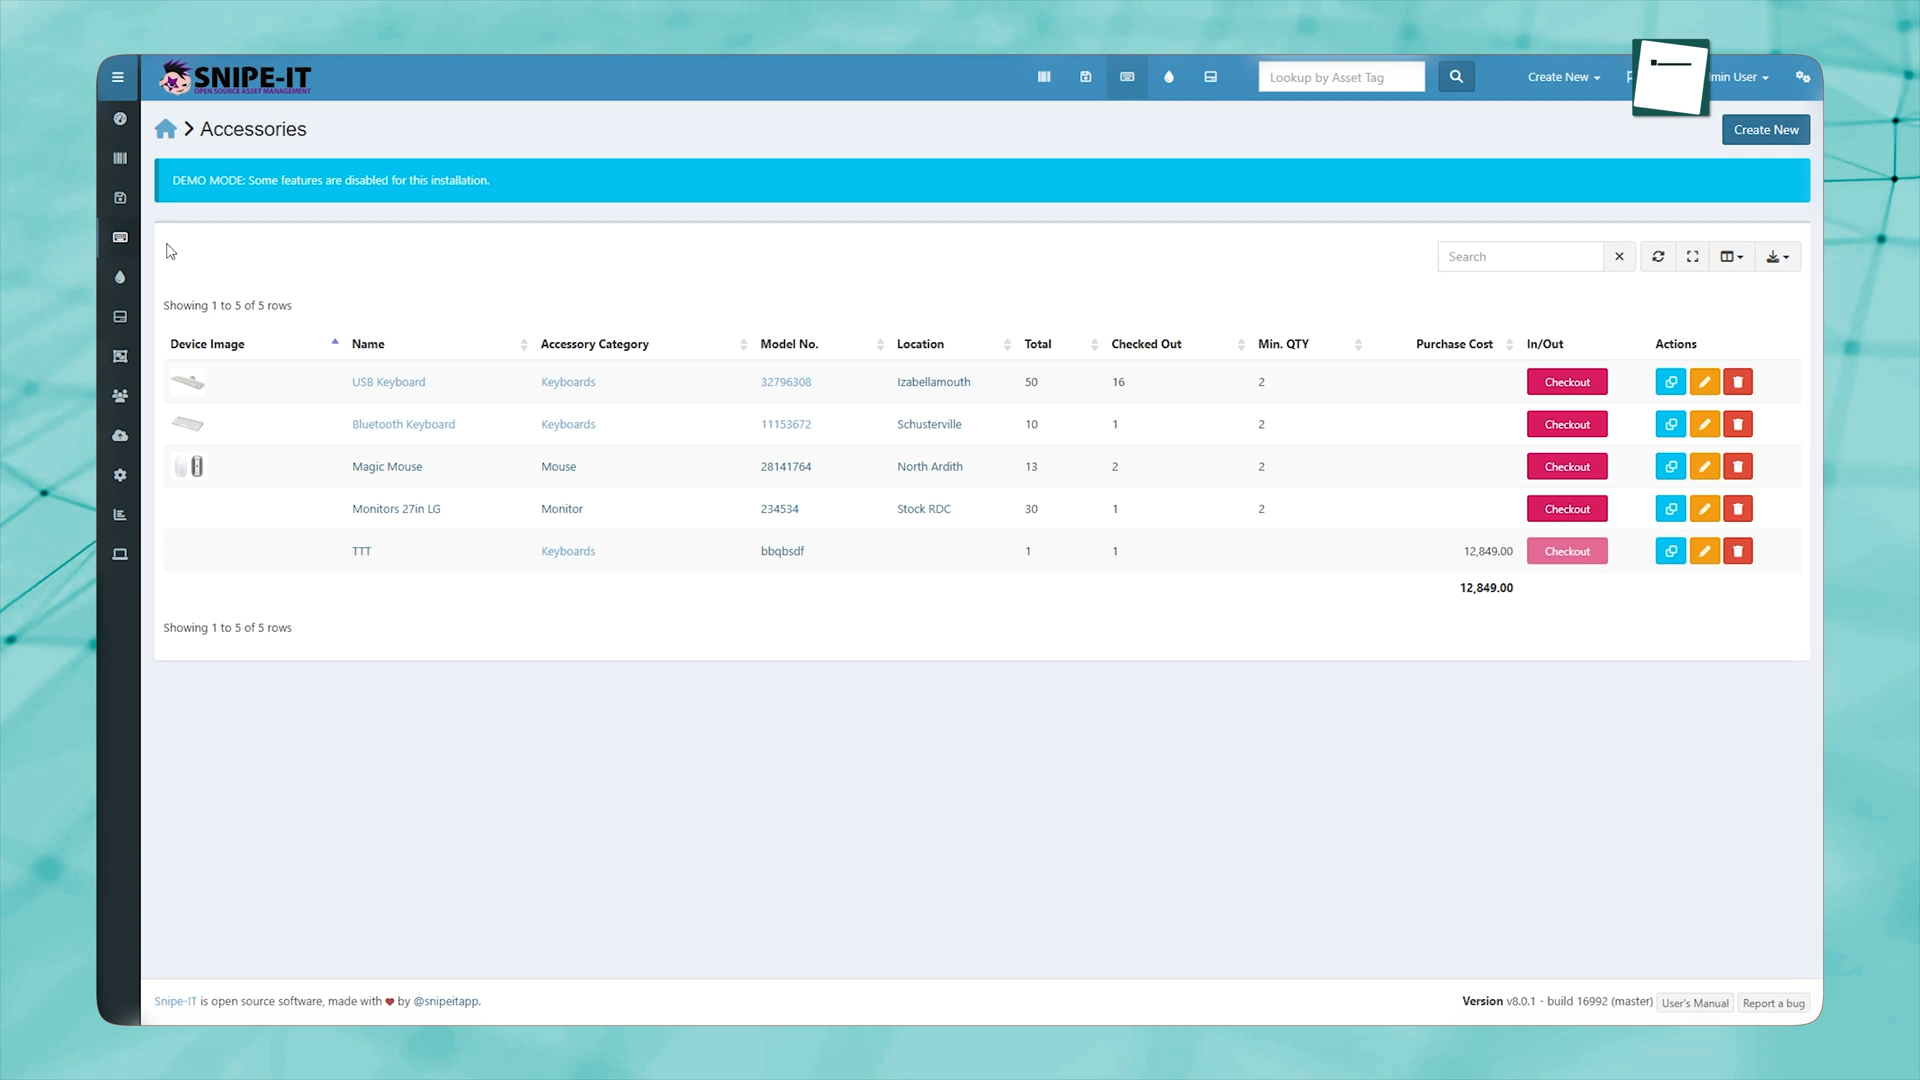 SNIPE-IT
OPEN SOURCE ASSET MANAGEMENT
Lookup by Asset Tag
Create New
min User
Accessories
Create New
DEMO MODE: Some features are disabled for this installation.
Search
Showing 1 to 5 of 5 rows
Device Image Name Accessory Category Model No. Location Total Checked Out Min. QTY Purchase Cost In/Out Actions
USB Keyboard Keyboards 32796308 Izabellamouth 50 16 2 Checkout
Bluetooth Keyboard Keyboards 11153672 Schusterville 10 1 2 Checkout
Magic Mouse Mouse 28141764 North Ardith 13 2 2 Checkout
Monitors 27in LG Monitor 234534 Stock RDC 30 1 2 Checkout
TTT Keyboards bbqbsdf 1 1 12,849.00 Checkout
12,849.00
Showing 1 to 5 of 5 rows
Snipe-IT is open source software, made with ❤ by @snipeitapp.
Version v8.0.1 - build 16992 (master) User's Manual Report a bug